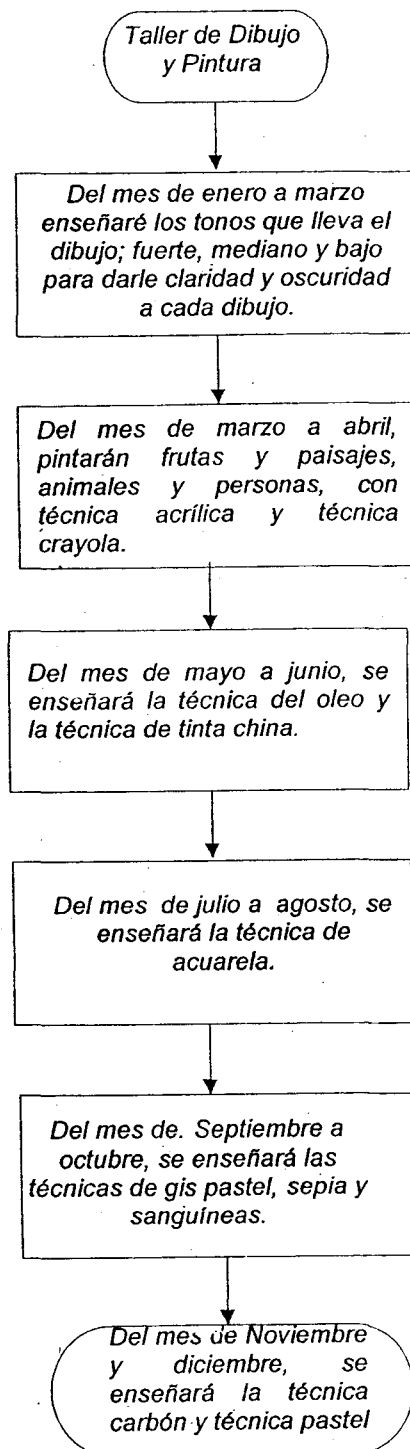 Taller de Dibujo
y Pintura
Del mes de enero a marzo
enseñaré los tonos que lleva el
dibujo; fuerte, mediano y bajo
para darle claridad y oscuridad
a cada dibujo.
Del mes de marzo a abril,
pintarán frutas y paisajes,
animales y personas, con
técnica acrílica y técnica
crayola.
Del mes de mayo a junio, se
enseñará la técnica del oleo y
la técnica de tinta china.
Del mes de julio a agosto, se
enseñará la técnica de
acuarela.
Del mes de. Septiembre a
octubre, se enseñará las
técnicas de gis pastel, sepia y
sanguíneas.
Del mes de Noviembre
y diciembre, se
enseñará la técnica
carbón y técnica pastel